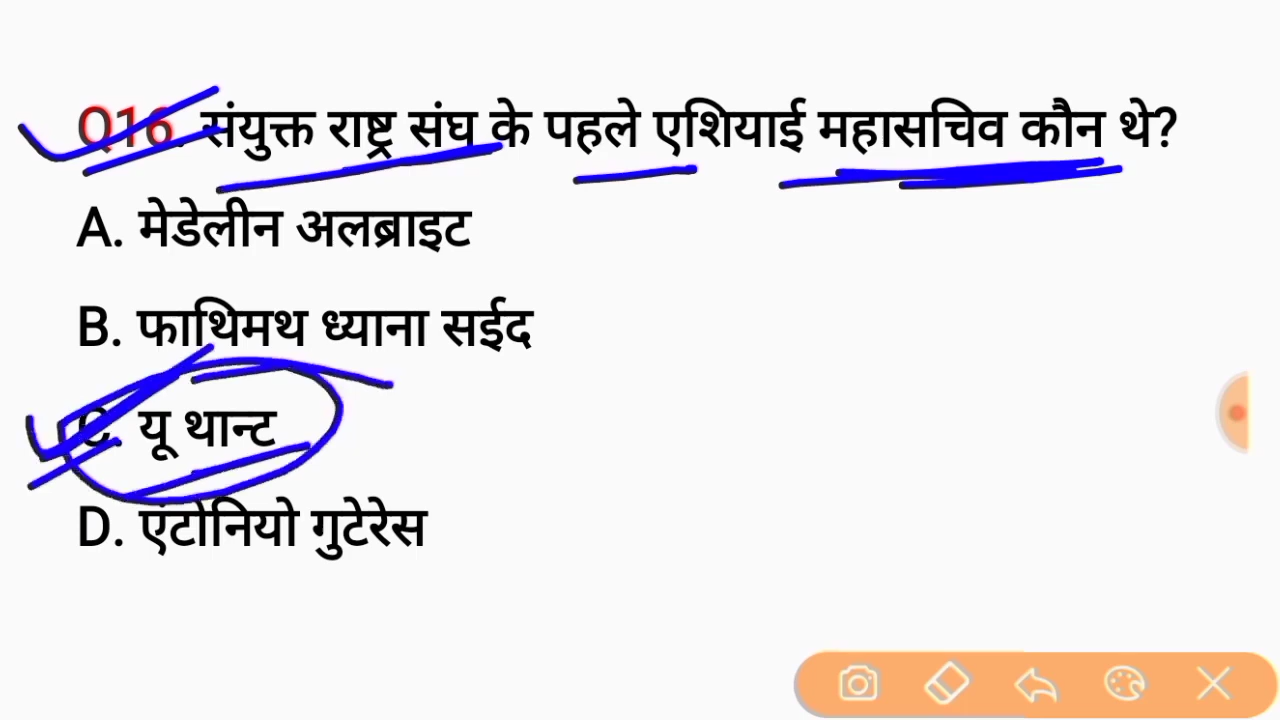 Q16. संयुक्त राष्ट्र संघ के पहले एशियाई महासचिव कौन थे?
A. मेडेलीन अलब्राइट
B. फाथिमथ ध्याना सईद
C. यू थान्ट
D. एंटोनियो गुटेरेस